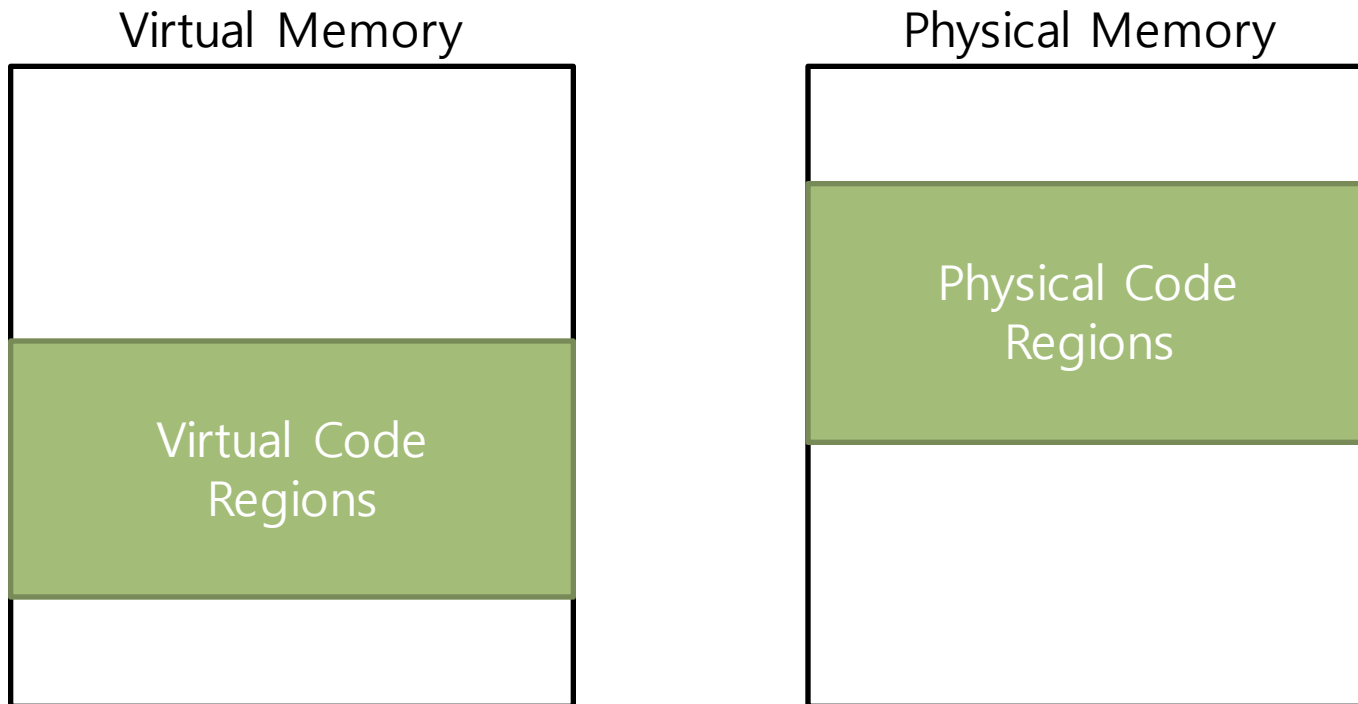 Virtual Memory
Physical Memory
Virtual Code
Regions
Physical Code
Regions